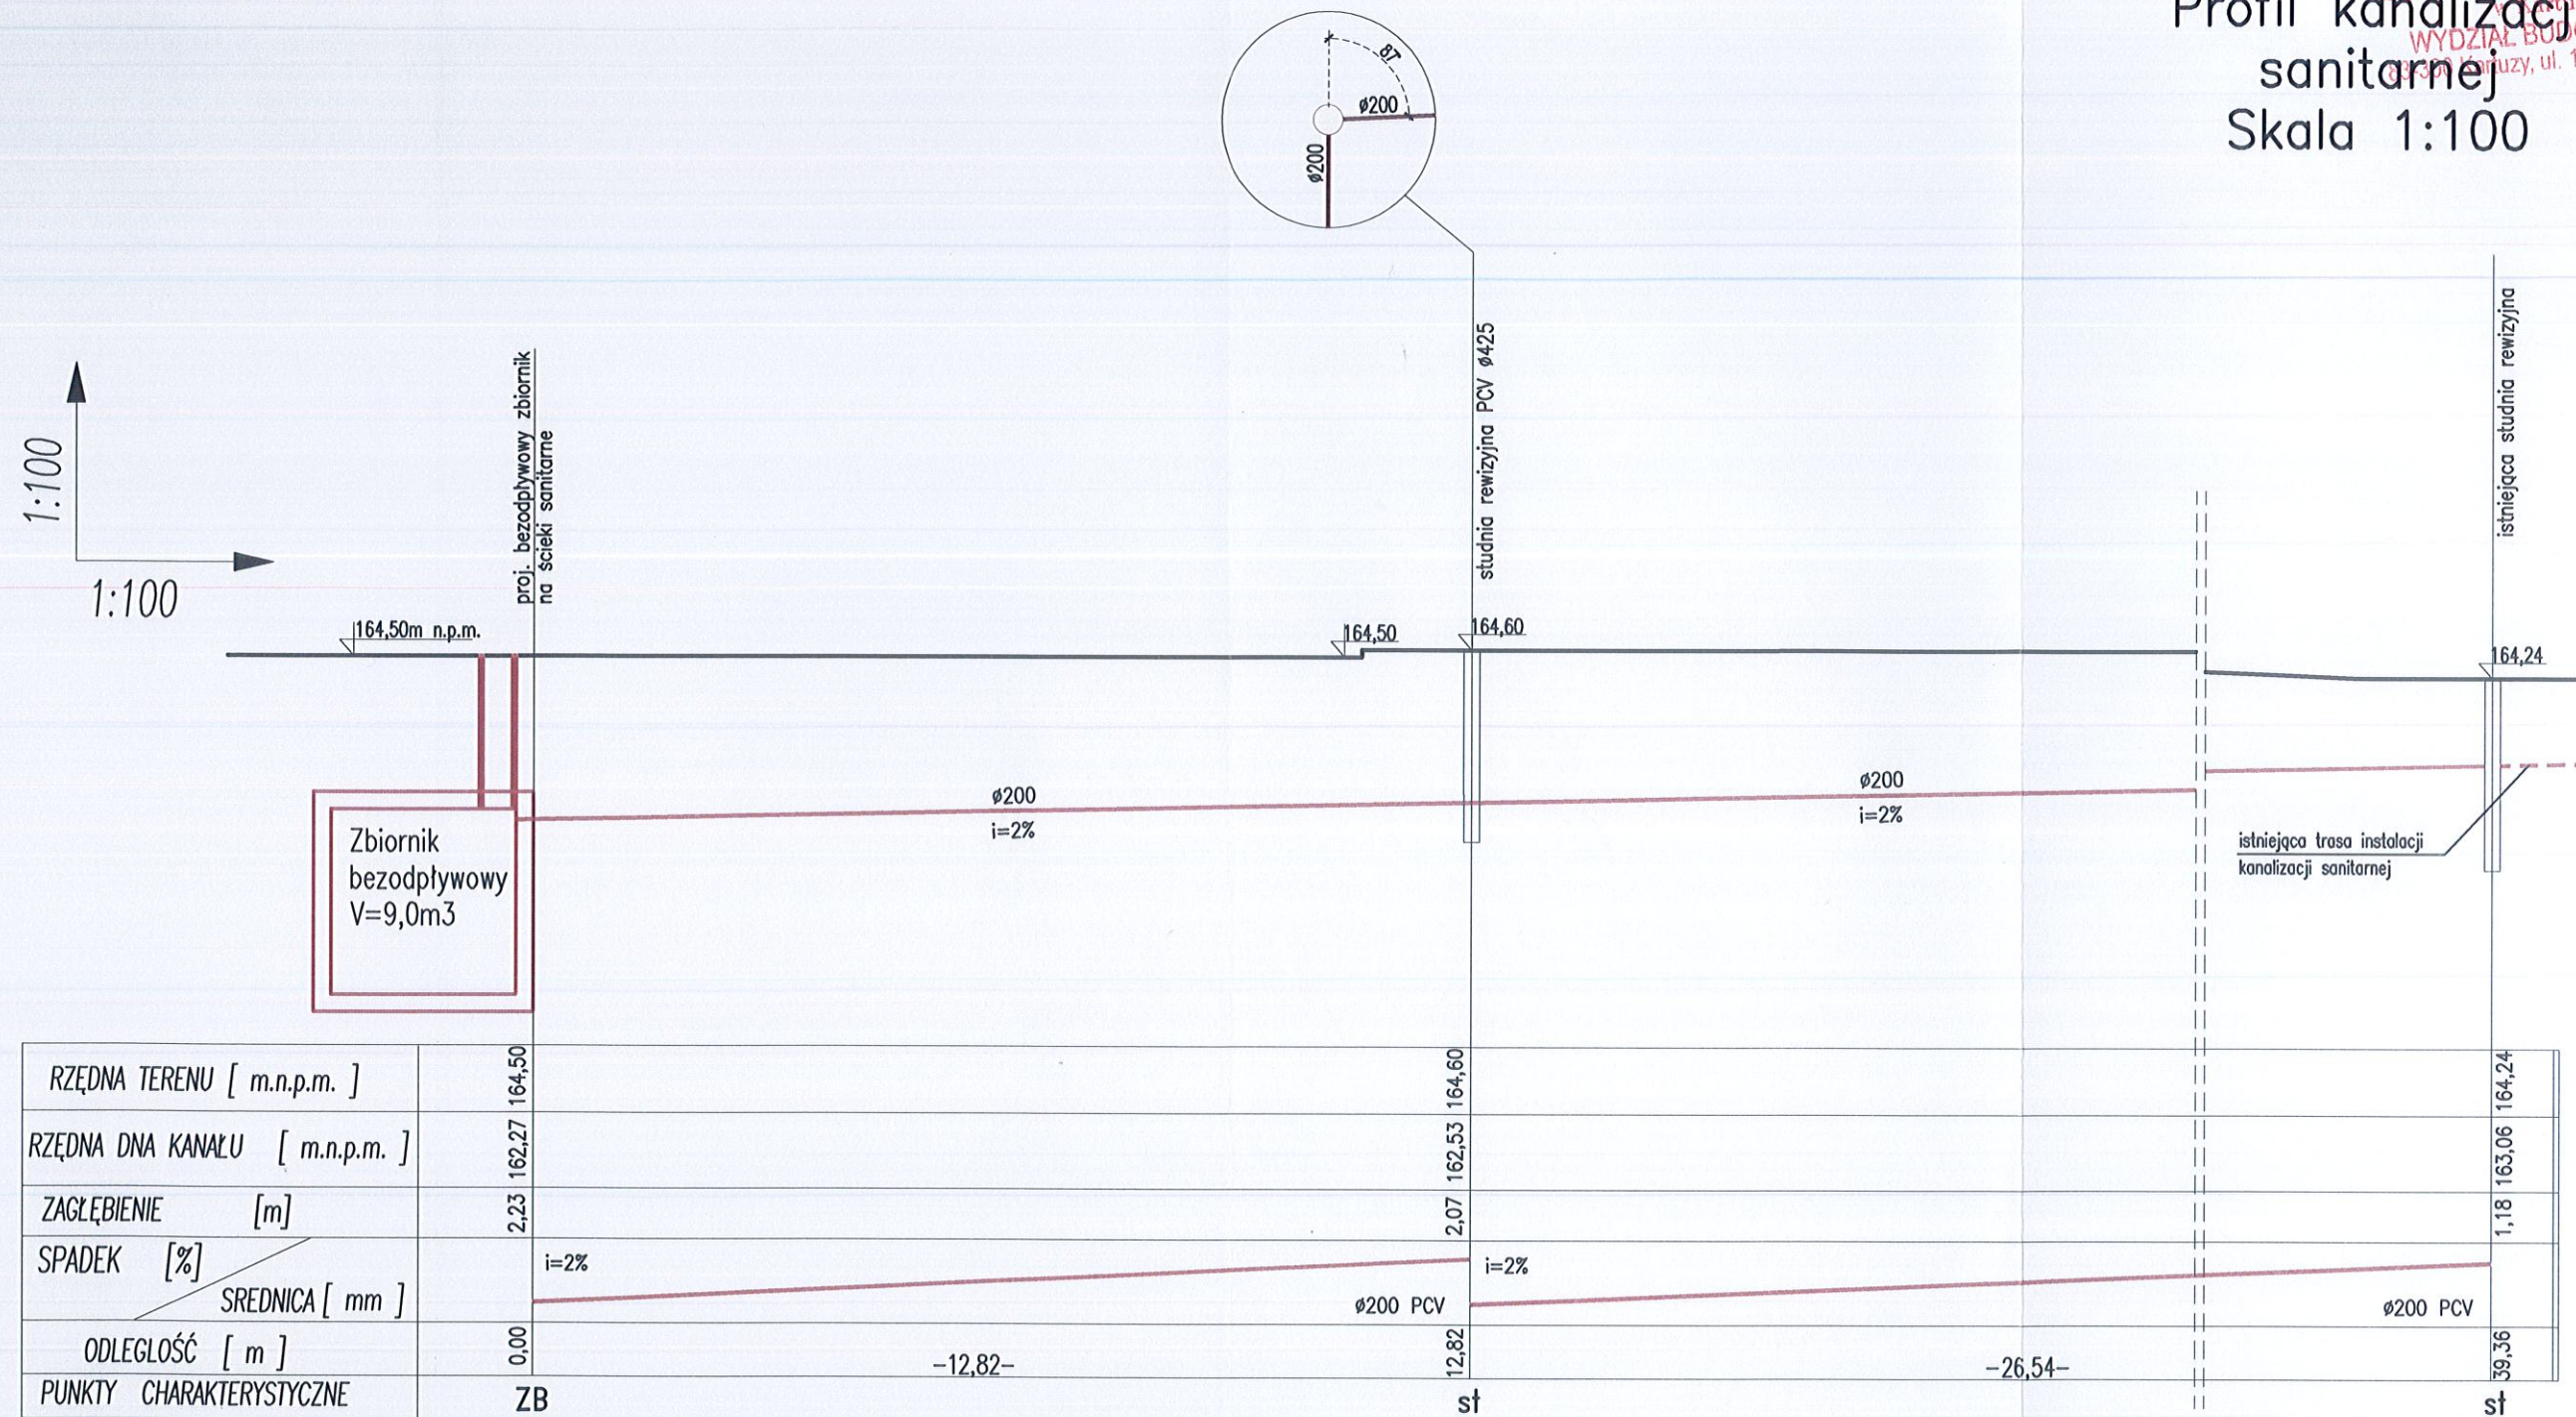 Profil kanalizacji
sanitarnej
Skala 1:100
WYDZIAŁ
Kartuzy, ul. 1
87
ø200
ø200
1:100
1:100
proj. bezodpływowy zbiornik
na ścieki sanitarne
studnia rewizyjna PCV ø425
istniejąca studnia rewizyjna
164,50m n.p.m.
164,50
164,60
164,24
ø200
i=2%
ø200
i=2%
istniejąca trasa instalacji
kanalizacji sanitarnej
Zbiornik
bezodpływowy
V=9,0m3
RZĘDNA TERENU [ m.n.p.m. ]
164,50
164,60
164,24
RZĘDNA DNA KANAŁU [ m.n.p.m. ]
162,27
162,53
163,06
ZAGŁĘBIENIE [m]
2,23
2,07
1,18
SPADEK [%]
i=2%
i=2%
SREDNICA [ mm ]
ø200 PCV
ø200 PCV
ODLEGLOŚĆ [ m ]
0,00
-12,82-
12,82
-26,54-
39,36
PUNKTY CHARAKTERYSTYCZNE
ZB
st
st